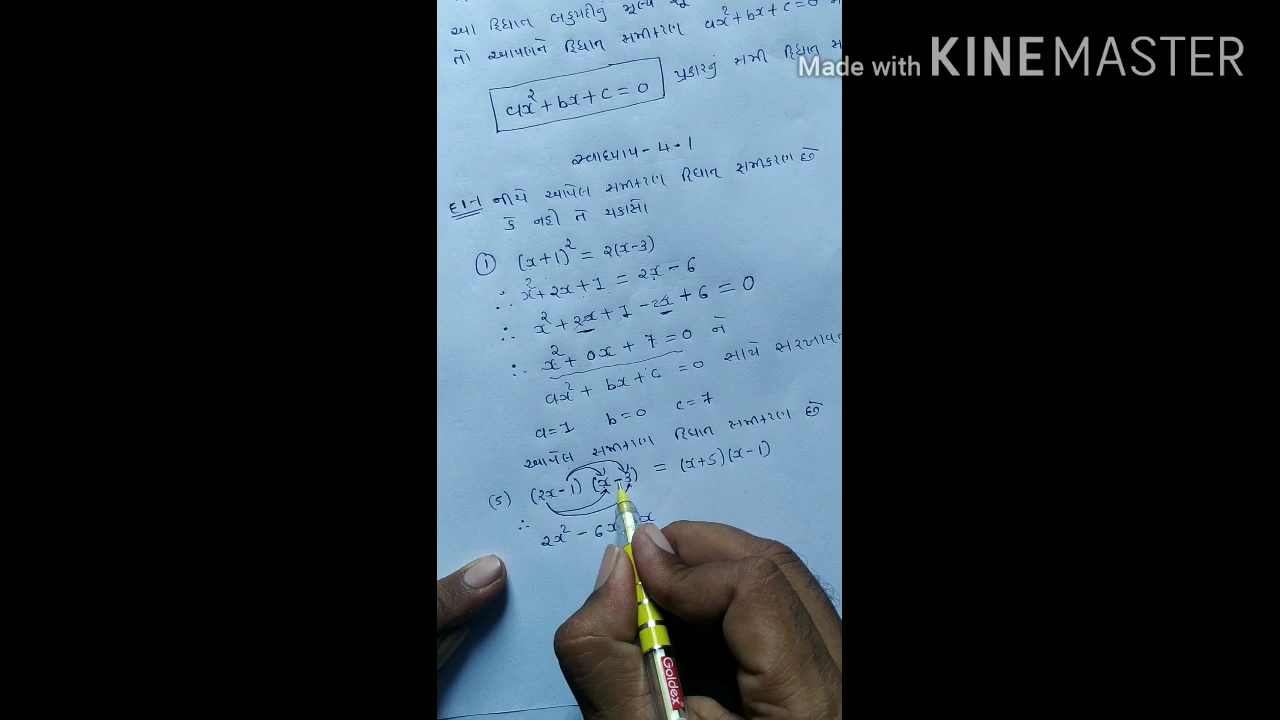 આ દ્વિઘાત બહુપદીનું મૂલ્ય
તો આપણને દ્વિઘાત સમીકરણ ax²+bx+c=0
Made with KINEMASTER
ax²+bx+c=0 પ્રકારનું
સ્વાધ્યાય-4.1
દા.1 નીચે આપેલ સમીકરણ દ્વિઘાત સમીકરણ છે
કે નહી તે ચકાસો
① (x+1)² = 2(x-3)
∴ x²+2x+1 = 2x-6
∴ x²+2x+1-2x+6=0
∴ x²+0x+7=0 ને
ax²+bx+c=0 સાથે સરખાવતા
a=1 b=0 c=7
આપેલ સમીકરણ દ્વિઘાત સમીકરણ છે
(5) (2x-1)(x-3) = (x+5)(x-1)
∴ 2x²-6x x
Goldex